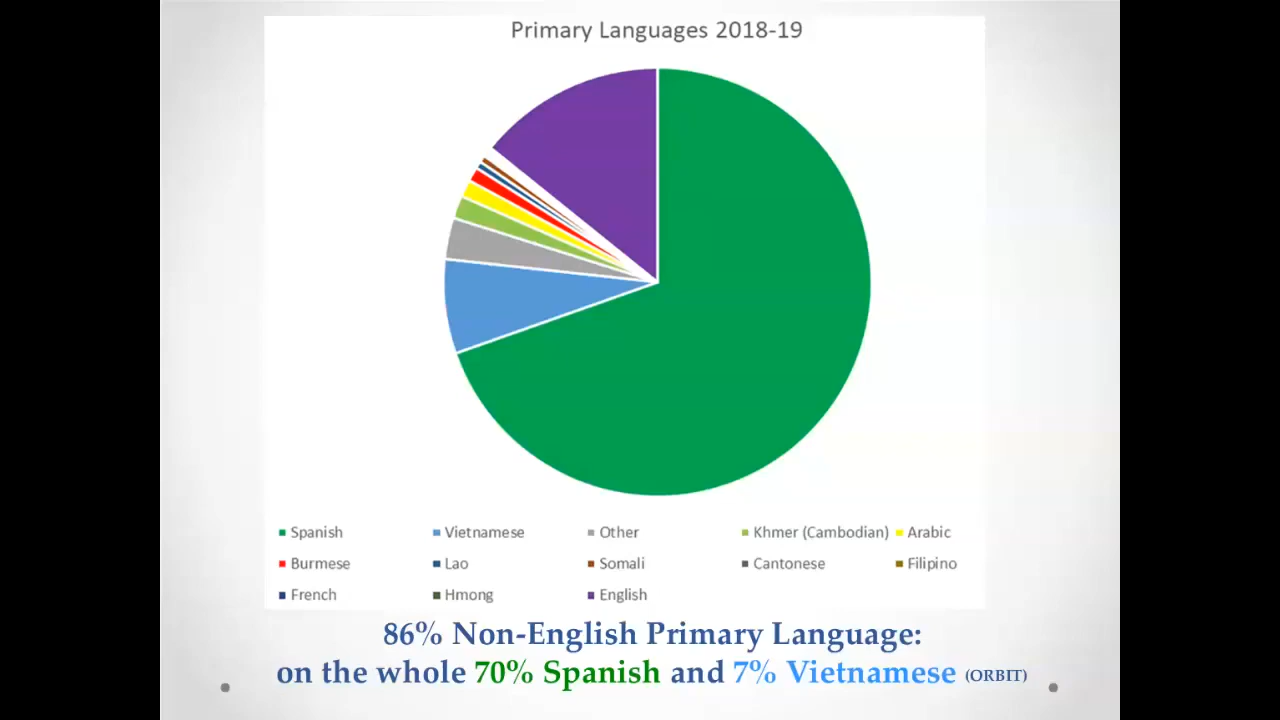 Primary Languages 2018-19
Spanish Vietnamese Other Khmer (Cambodian) Arabic
Burmese Lao Somali Cantonese Filipino
French Hmong English
86% Non-English Primary Language:
on the whole 70% Spanish and 7% Vietnamese (ORBIT)